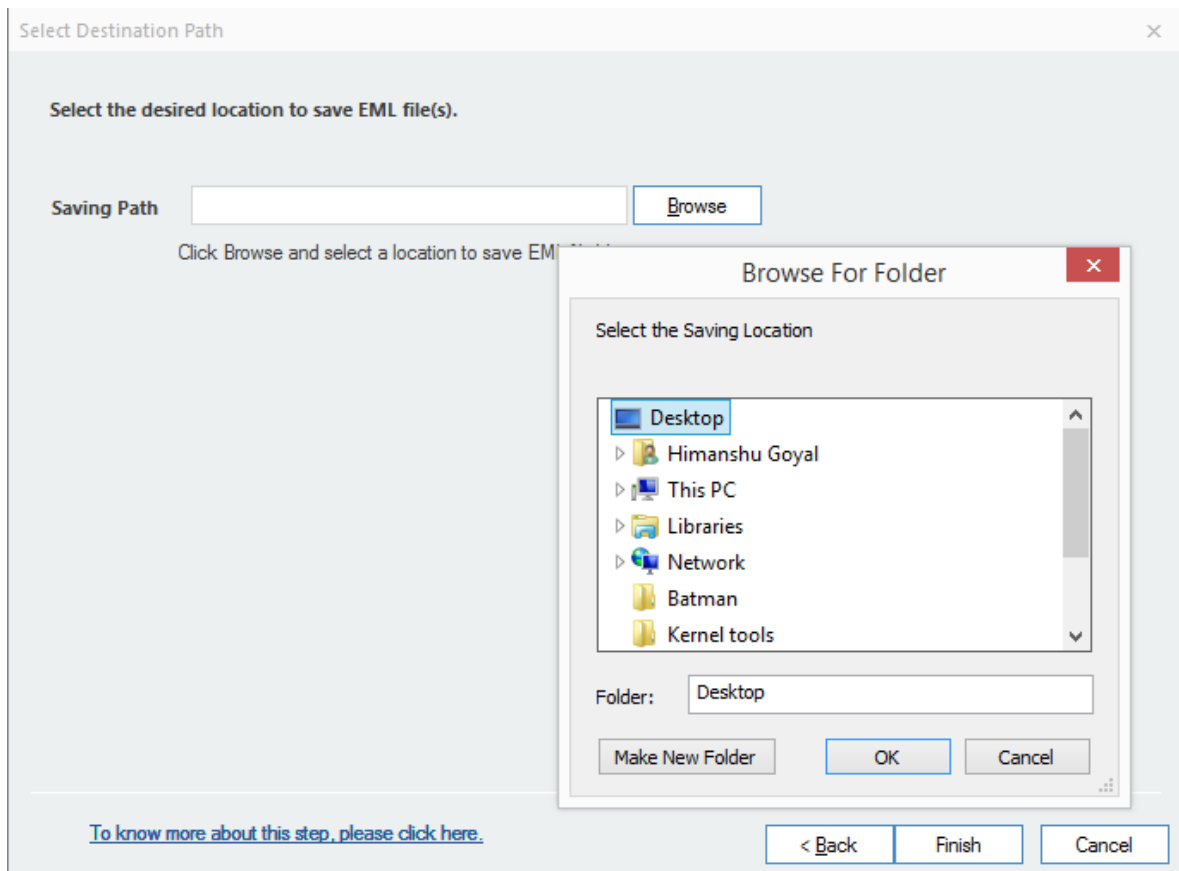 Select Destination Path
Select the desired location to save EML file(s).
Saving Path
Browse
Click Browse and select a location to save EM
Browse For Folder
Select the Saving Location
Desktop
Himanshu Goyal
This PC
Libraries
Network
Batman
Kernel tools
Folder:
Desktop
Make New Folder
OK
Cancel
To know more about this step, please click here.
< Back
Finish
Cancel